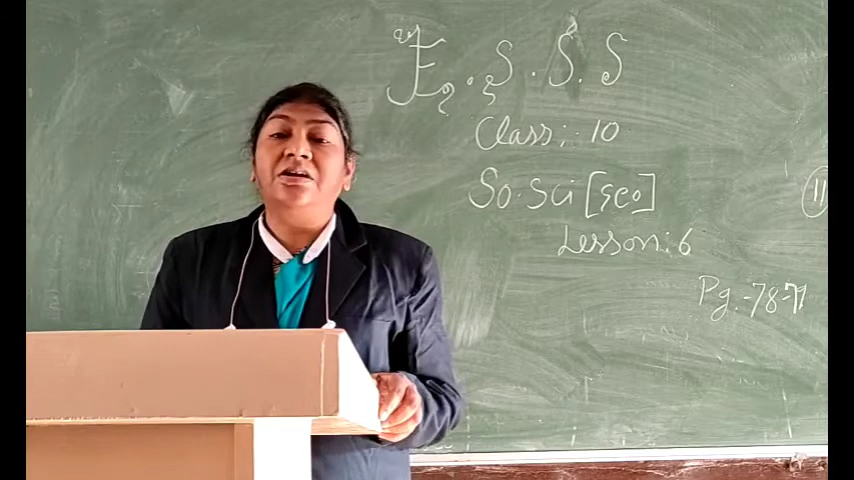 Class :- 10
So. Sci [Geo]
Lesson : 6
Pg. - 78-79
11